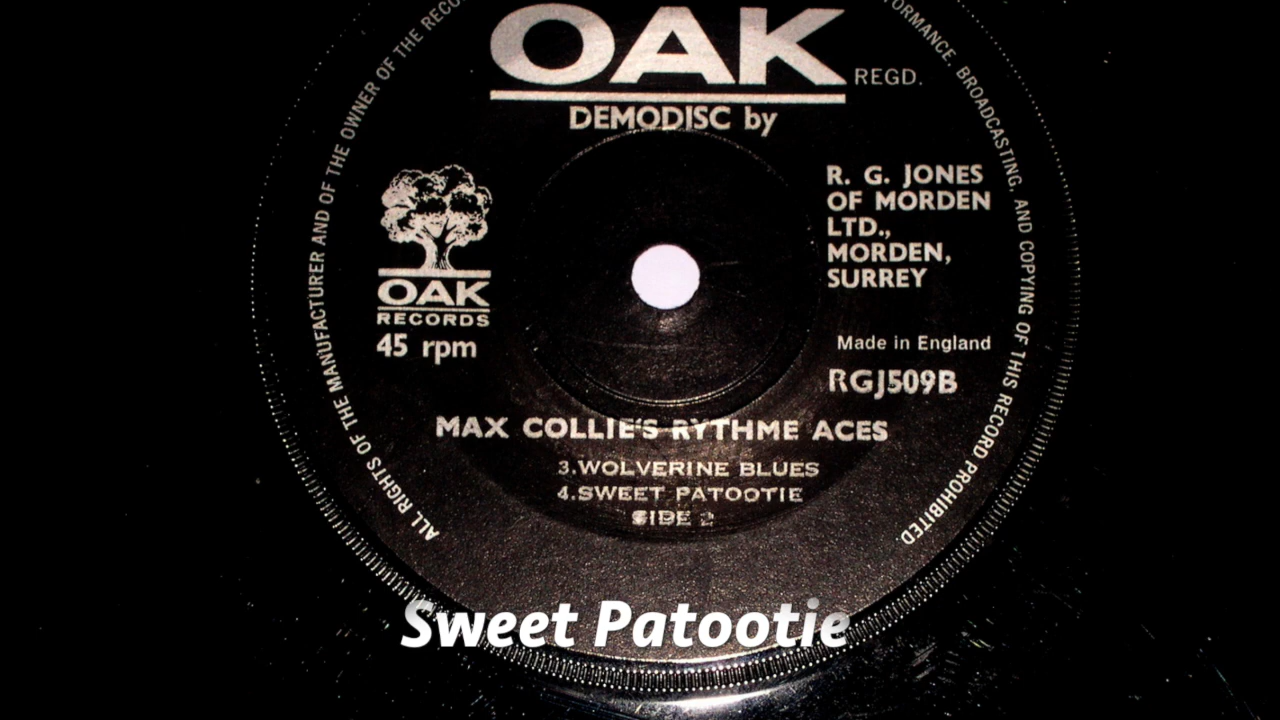 OAK REGD.
DEMODISC by
ALL RIGHTS OF THE MANUFACTURER AND OF THE OWNER OF THE RECO
FORMANCE, BROADCASTING, AND COPYING OF THIS RECORD PROHIBITED.
OAK
RECORDS
45 rpm
R. G. JONES
OF MORDEN
LTD.,
MORDEN,
SURREY
Made in England
RGJ509B
MAX COLLIE'S RYTHME ACES
3.WOLVERINE BLUES
4.SWEET PATOOTIE
SIDE 2
Sweet Patootie